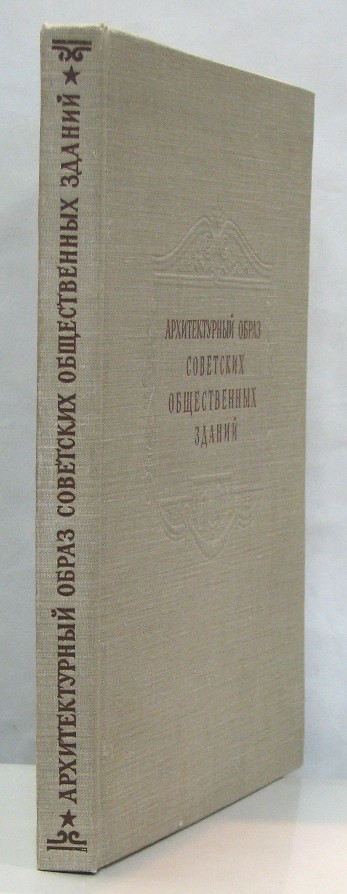 АРХИТЕКТУРНЫЙ ОБРАЗ СОВЕТСКИХ ОБЩЕСТВЕННЫХ ЗДАНИЙ
АРХИТЕКТУРНЫЙ ОБРАЗ
СОВЕТСКИХ
ОБЩЕСТВЕННЫХ
ЗДАНИЙ